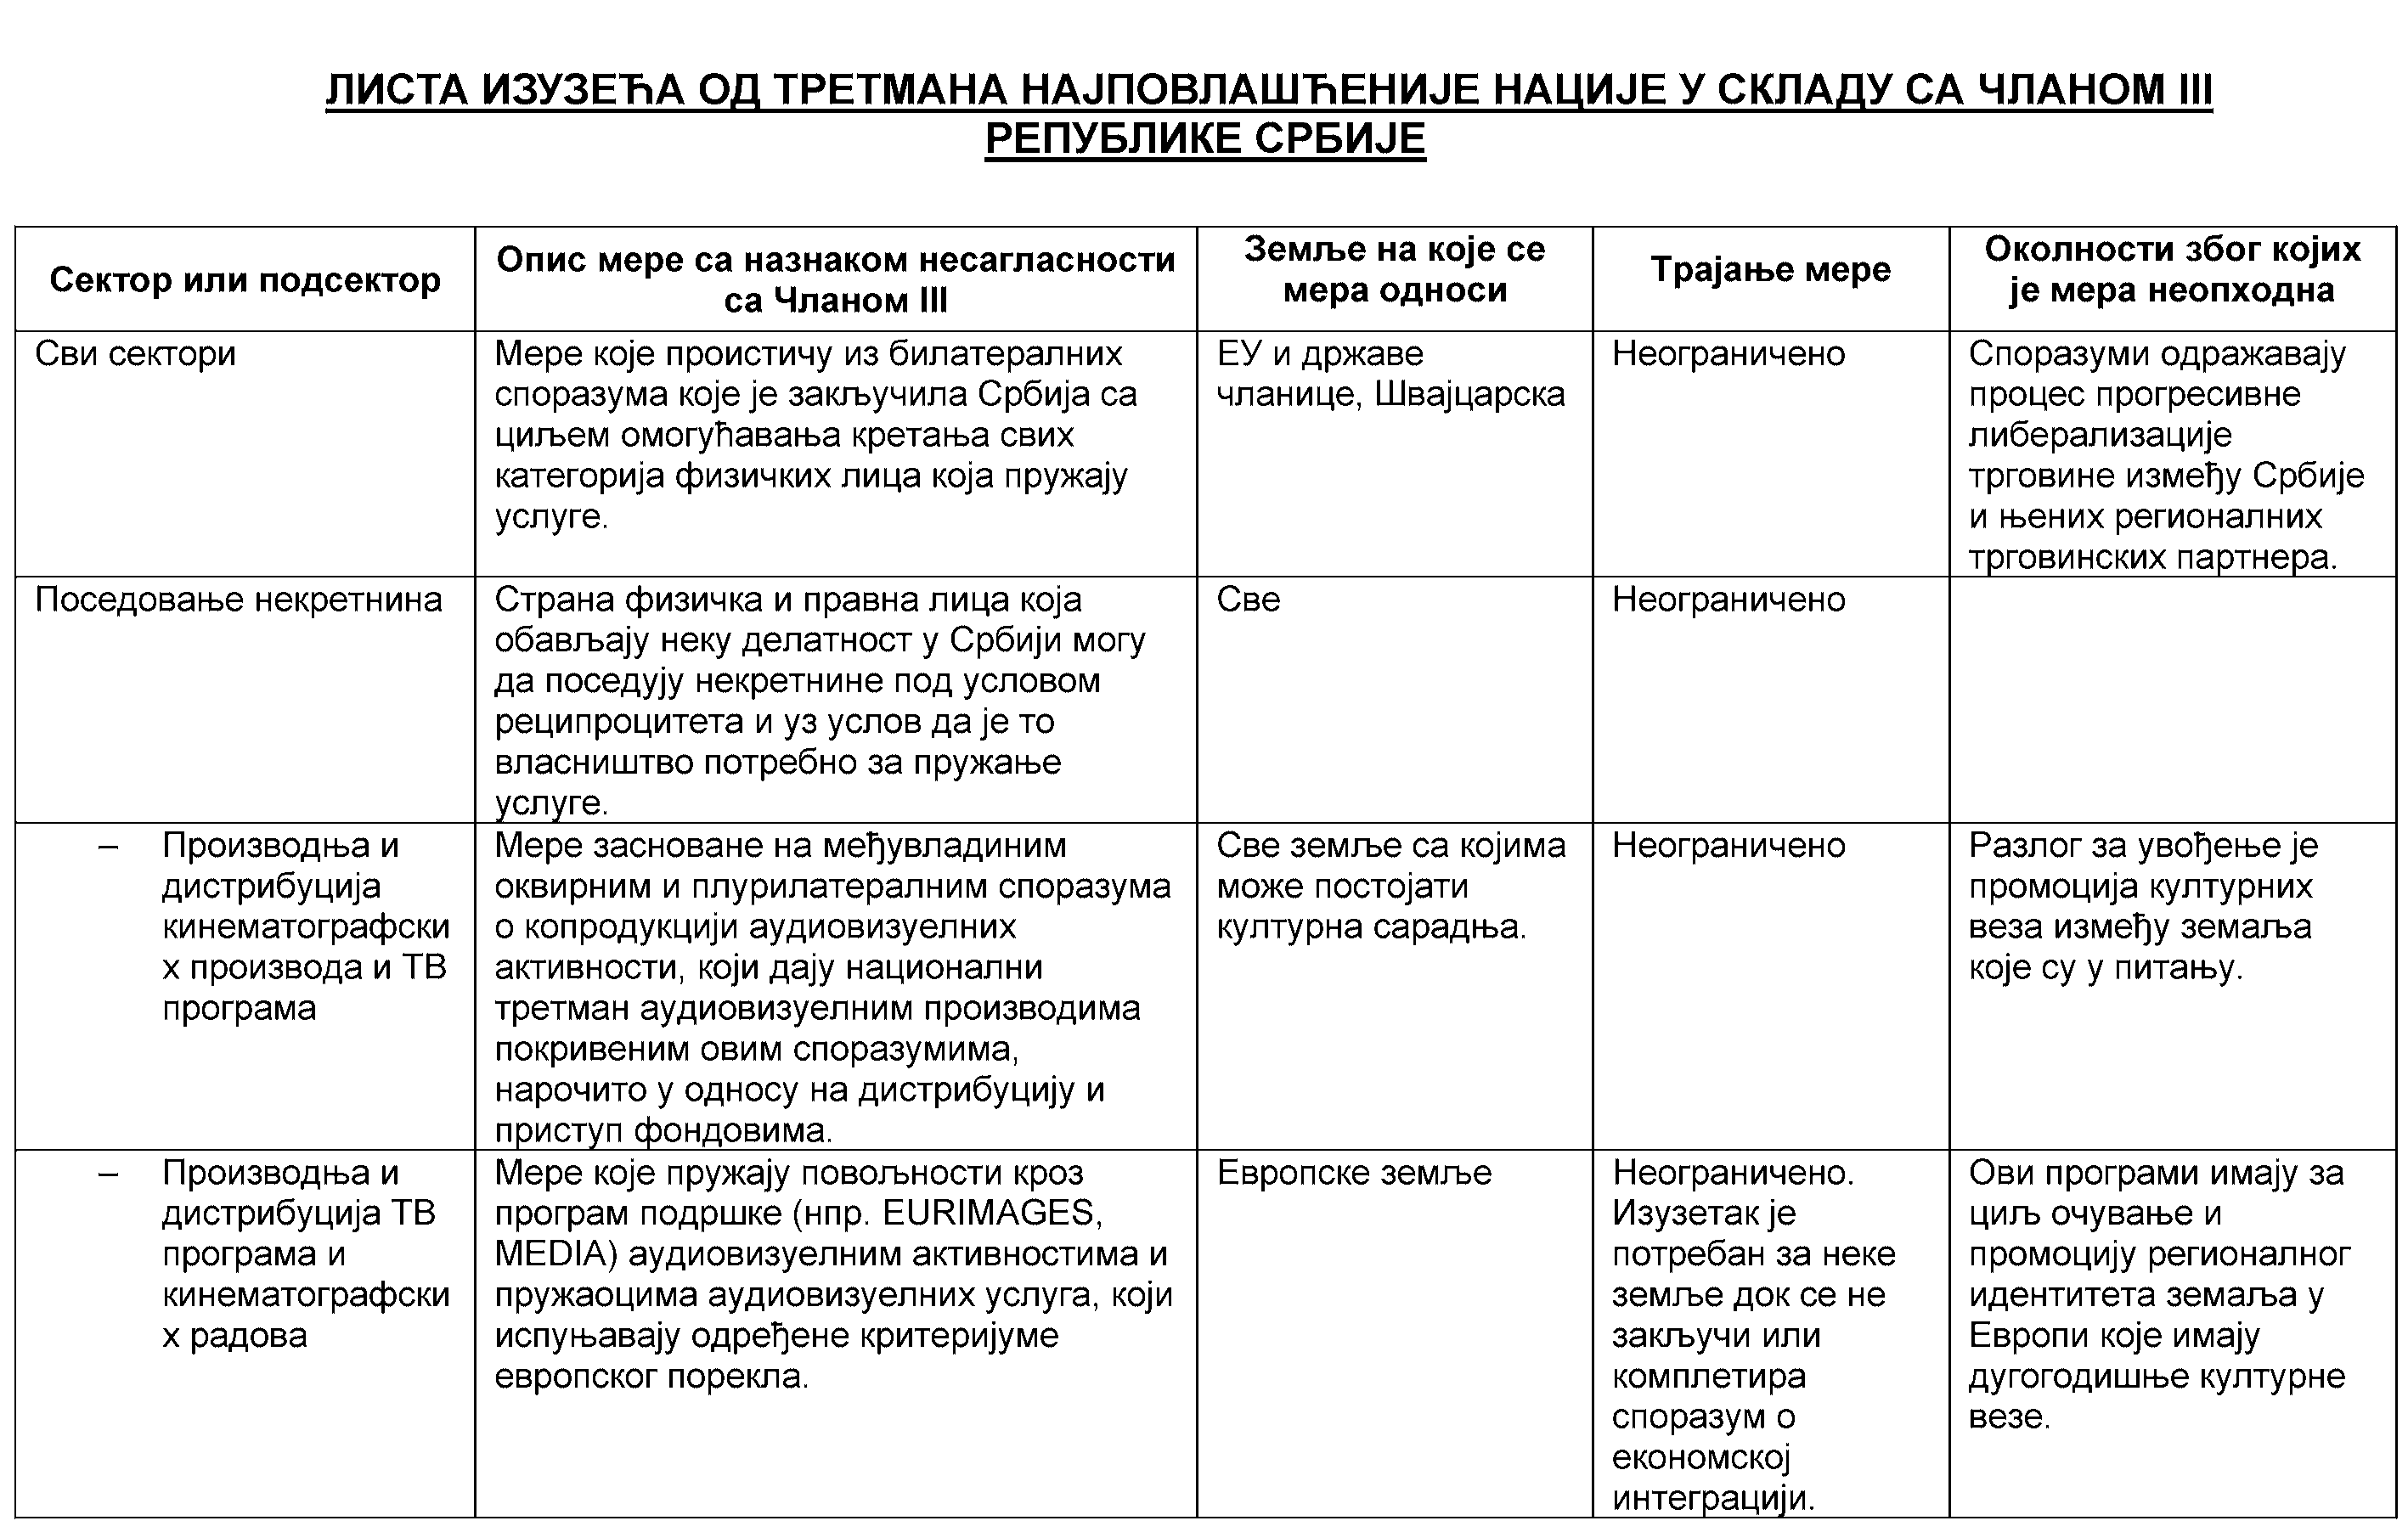 ЛИСТА ИЗУЗЕЋА ОД ТРЕТМАНА НАЈПОВЛАШЋЕНИЈЕ НАЦИЈЕ У СКЛАДУ СА ЧЛАНОМ III
РЕПУБЛИКЕ СРБИЈЕ
Сектор или подсектор
Опис мере са назнаком несагласности
са Чланом III
Земље на које се
мера односи
Трајање мере
Околности због којих
је мера неопходна
Сви сектори
Мере које проистичу из билатералних
споразума које је закључила Србија са
циљем омогућавања кретања свих
категорија физичких лица која пружају
услуге.
ЕУ и државе
чланице, Швајцарска
Неограничено
Споразуми одражавају
процес прогресивне
либерализације
трговине између Србије
и њених регионалних
трговинских партнера.
Поседовање некретнина
Страна физичка и правна лица која
обављају неку делатност у Србији могу
да поседују некретнине под условом
реципроцитета и уз услов да је то
власништво потребно за пружање
услуге.
Све
Неограничено
– Производња и
дистрибуција
кинематографски
х производа и ТВ
програма
Мере засноване на међувладиним
оквирним и плурилатералним споразума
о копродукцији аудиовизуелних
активности, који дају национални
третман аудиовизуелним производима
покривеним овим споразумима,
нарочито у односу на дистрибуцију и
приступ фондовима.
Све земље са којима
може постојати
културна сарадња.
Неограничено
Разлог за увођење је
промоција културних
веза између земаља
које су у питању.
– Производња и
дистрибуција ТВ
програма и
кинематографски
х радова
Мере које пружају повољности кроз
програм подршке (нпр. EURIMAGES,
MEDIA) аудиовизуелним активностима и
пружаоцима аудиовизуелних услуга, који
испуњавају одређене критеријуме
европског порекла.
Европске земље
Неограничено.
Изузетак је
потребан за неке
земље док се не
закључи или
комплетира
споразум о
економској
интеграцији.
Ови програми имају за
циљ очување и
промоцију регионалног
идентитета земаља у
Европи које имају
дугогодишње културне
везе.